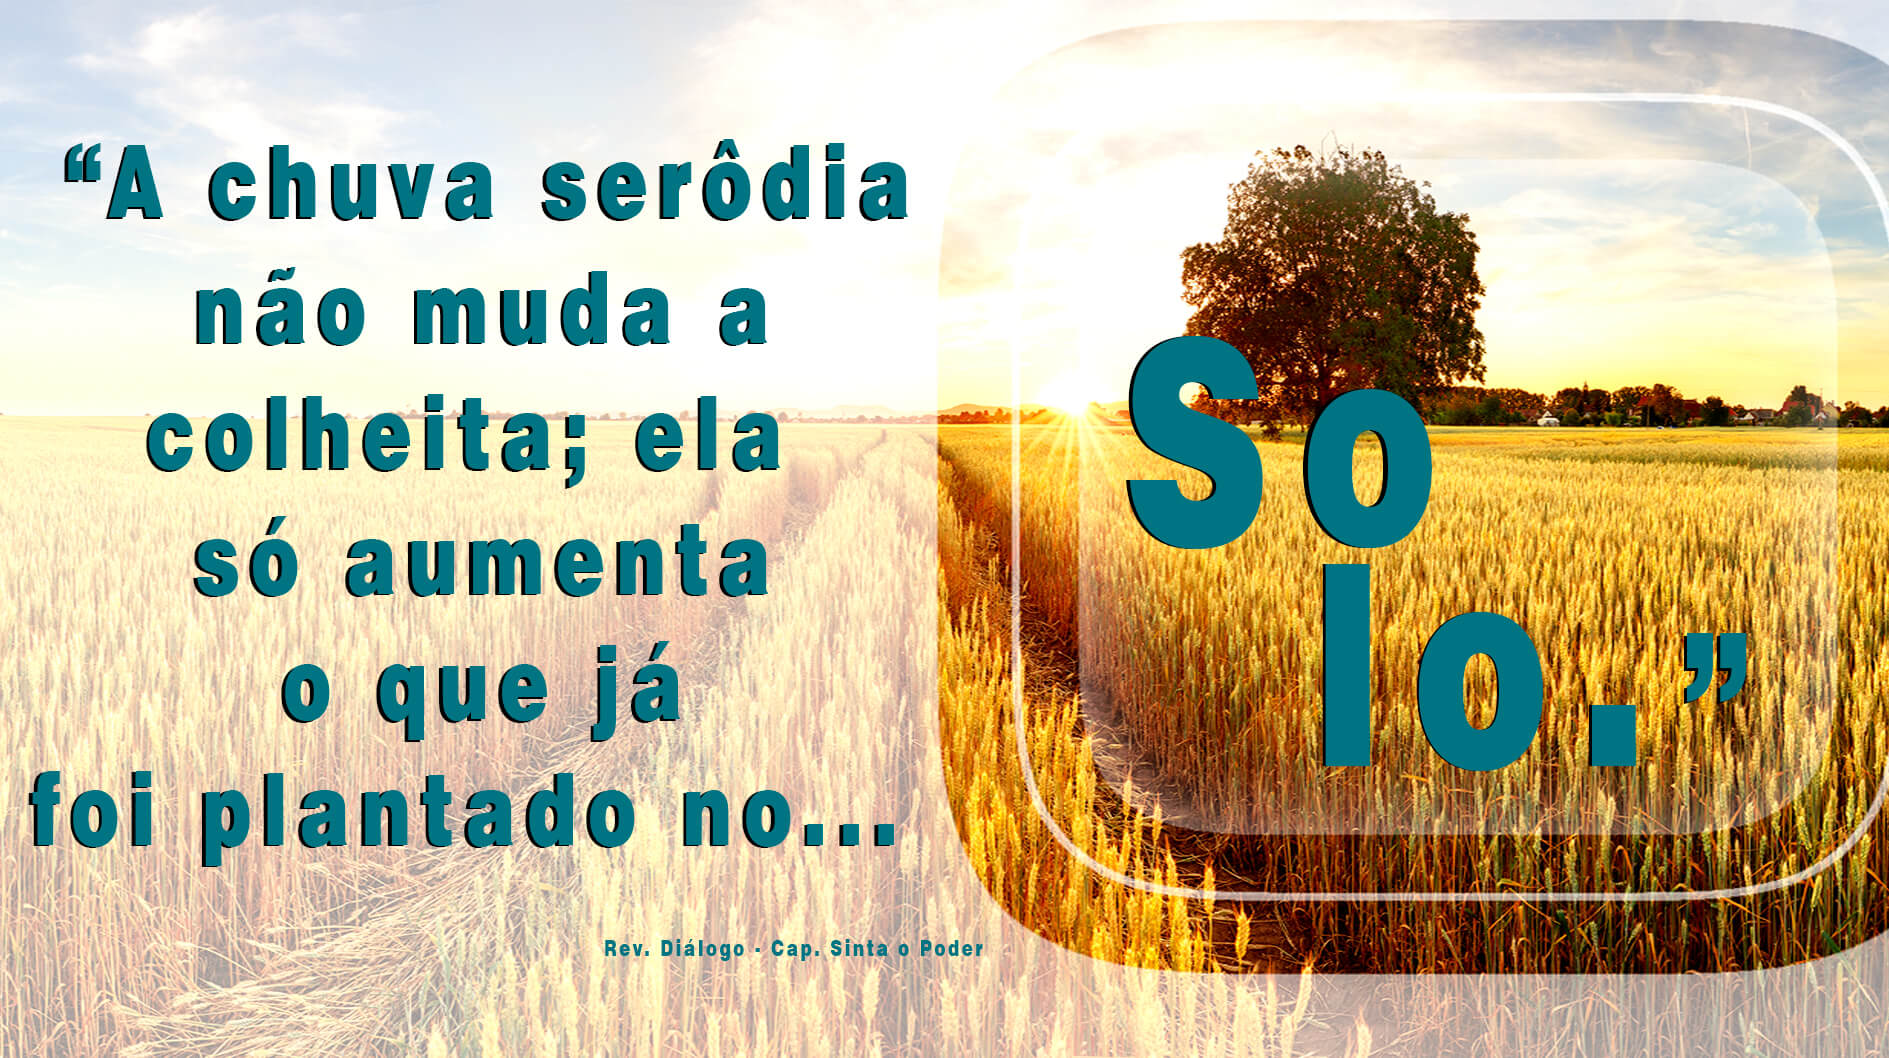 “A chuva serôdia
não muda a
colheita; ela
só aumenta
o que já
foi plantado no...
So
lo.”
Rev. Diálogo - Cap. Sinta o Poder